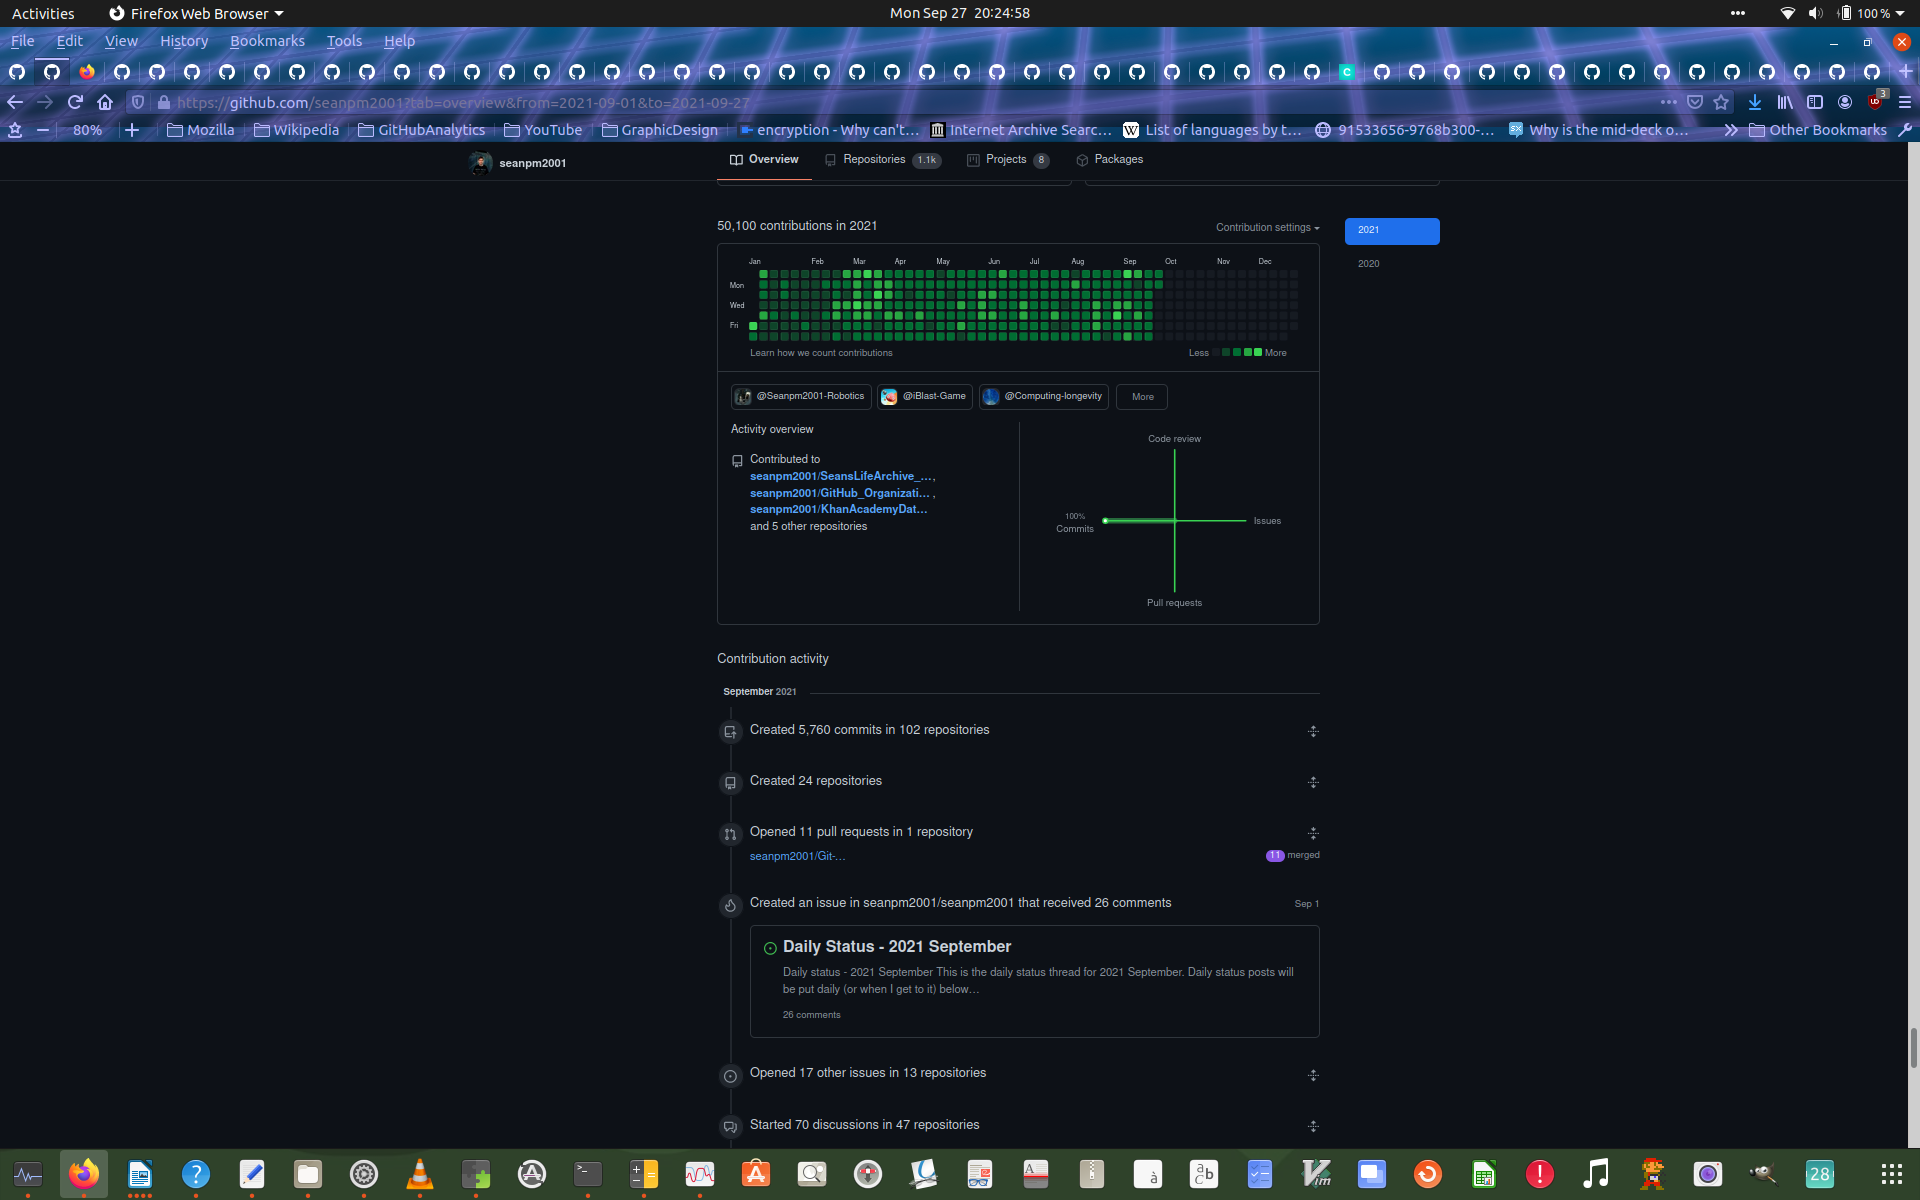 Activities
Firefox Web Browser
Mon Sep 27 20:24:58
100 %
File Edit View History Bookmarks Tools Help
https://github.com/seanpm2001?tab=overview&from=2021-09-01&to=2021-09-27
3
80%
Mozilla
Wikipedia
GitHubAnalytics
YouTube
GraphicDesign
encryption - Why can't…
Internet Archive Searc…
List of languages by t…
91533656-9768b300-…
Why is the mid-deck o…
Other Bookmarks
seanpm2001
Overview
Repositories 1.1k
Projects 8
Packages
50,100 contributions in 2021
Contribution settings
2021
2020
Jan Feb Mar Apr May Jun Jul Aug Sep Oct Nov Dec
Mon
Wed
Fri
Learn how we count contributions
Less
More
@Seanpm2001-Robotics
@iBlast-Game
@Computing-longevity
More
Activity overview
Contributed to
seanpm2001/SeansLifeArchive_…,
seanpm2001/GitHub_Organizati… ,
seanpm2001/KhanAcademyDat…
and 5 other repositories
Code review
100%
Commits
Issues
Pull requests
Contribution activity
September 2021
Created 5,760 commits in 102 repositories
Created 24 repositories
Opened 11 pull requests in 1 repository
seanpm2001/Git-…
11 merged
Created an issue in seanpm2001/seanpm2001 that received 26 comments
Sep 1
Daily Status - 2021 September
Daily status - 2021 September This is the daily status thread for 2021 September. Daily status posts will
be put daily (or when I get to it) below…
26 comments
Opened 17 other issues in 13 repositories
Started 70 discussions in 47 repositories
28